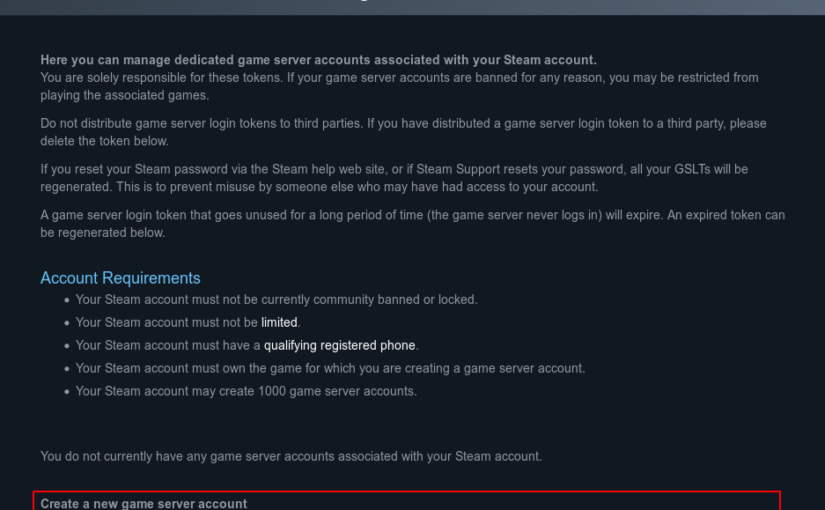 Here you can manage dedicated game server accounts associated with your Steam account.
You are solely responsible for these tokens. If your game server accounts are banned for any reason, you may be restricted from
playing the associated games.
Do not distribute game server login tokens to third parties. If you have distributed a game server login token to a third party, please
delete the token below.
If you reset your Steam password via the Steam help web site, or if Steam Support resets your password, all your GSLTs will be
regenerated. This is to prevent misuse by someone else who may have had access to your account.
A game server login token that goes unused for a long period of time (the game server never logs in) will expire. An expired token can
be regenerated below.
Account Requirements
• Your Steam account must not be currently community banned or locked.
• Your Steam account must not be limited.
• Your Steam account must have a qualifying registered phone.
• Your Steam account must own the game for which you are creating a game server account.
• Your Steam account may create 1000 game server accounts.
You do not currently have any game server accounts associated with your Steam account.
Create a new game server account